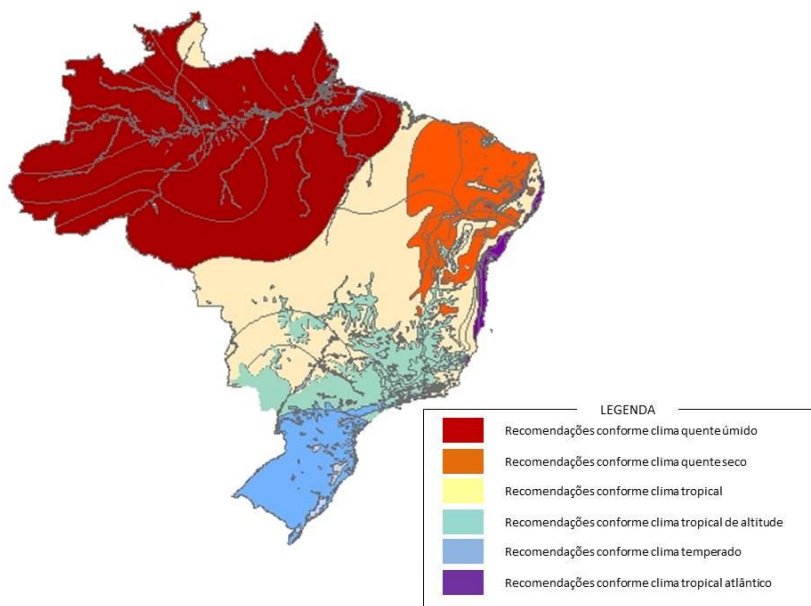 LEGENDA
Recomendações conforme clima quente úmido
Recomendações conforme clima quente seco
Recomendações conforme clima tropical
Recomendações conforme clima tropical de altitude
Recomendações conforme clima temperado
Recomendações conforme clima tropical atlântico